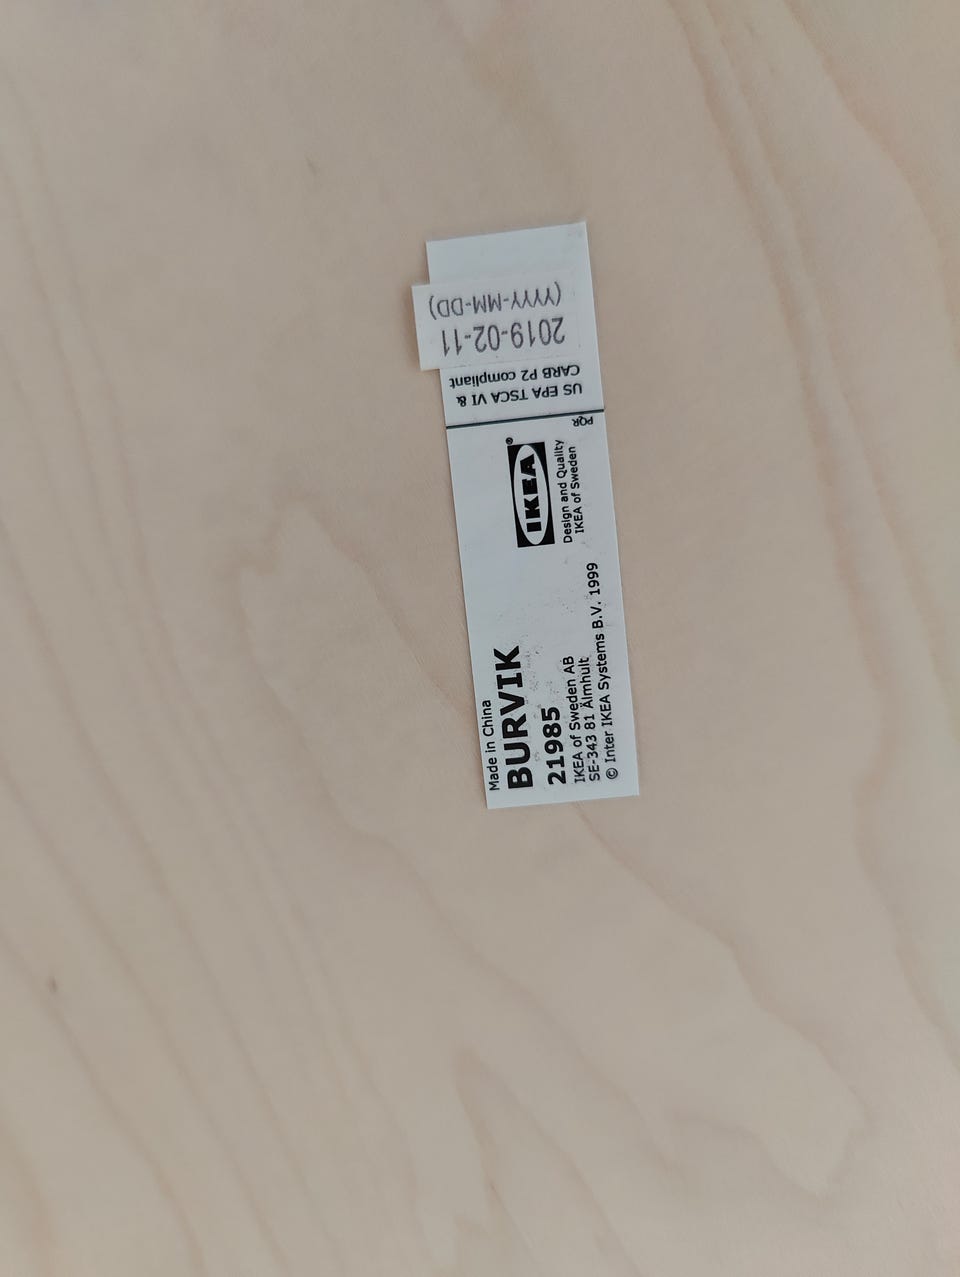 Made in China
BURVIK
21985
IKEA of Sweden AB
SE-343 81 Älmhult
© Inter IKEA Systems B.V. 1999
IKEA®
Design and Quality
IKEA of Sweden
PQR
US EPA TSCA VI &
CARB P2 compliant
2019-02-11
(YYYY-MM-DD)